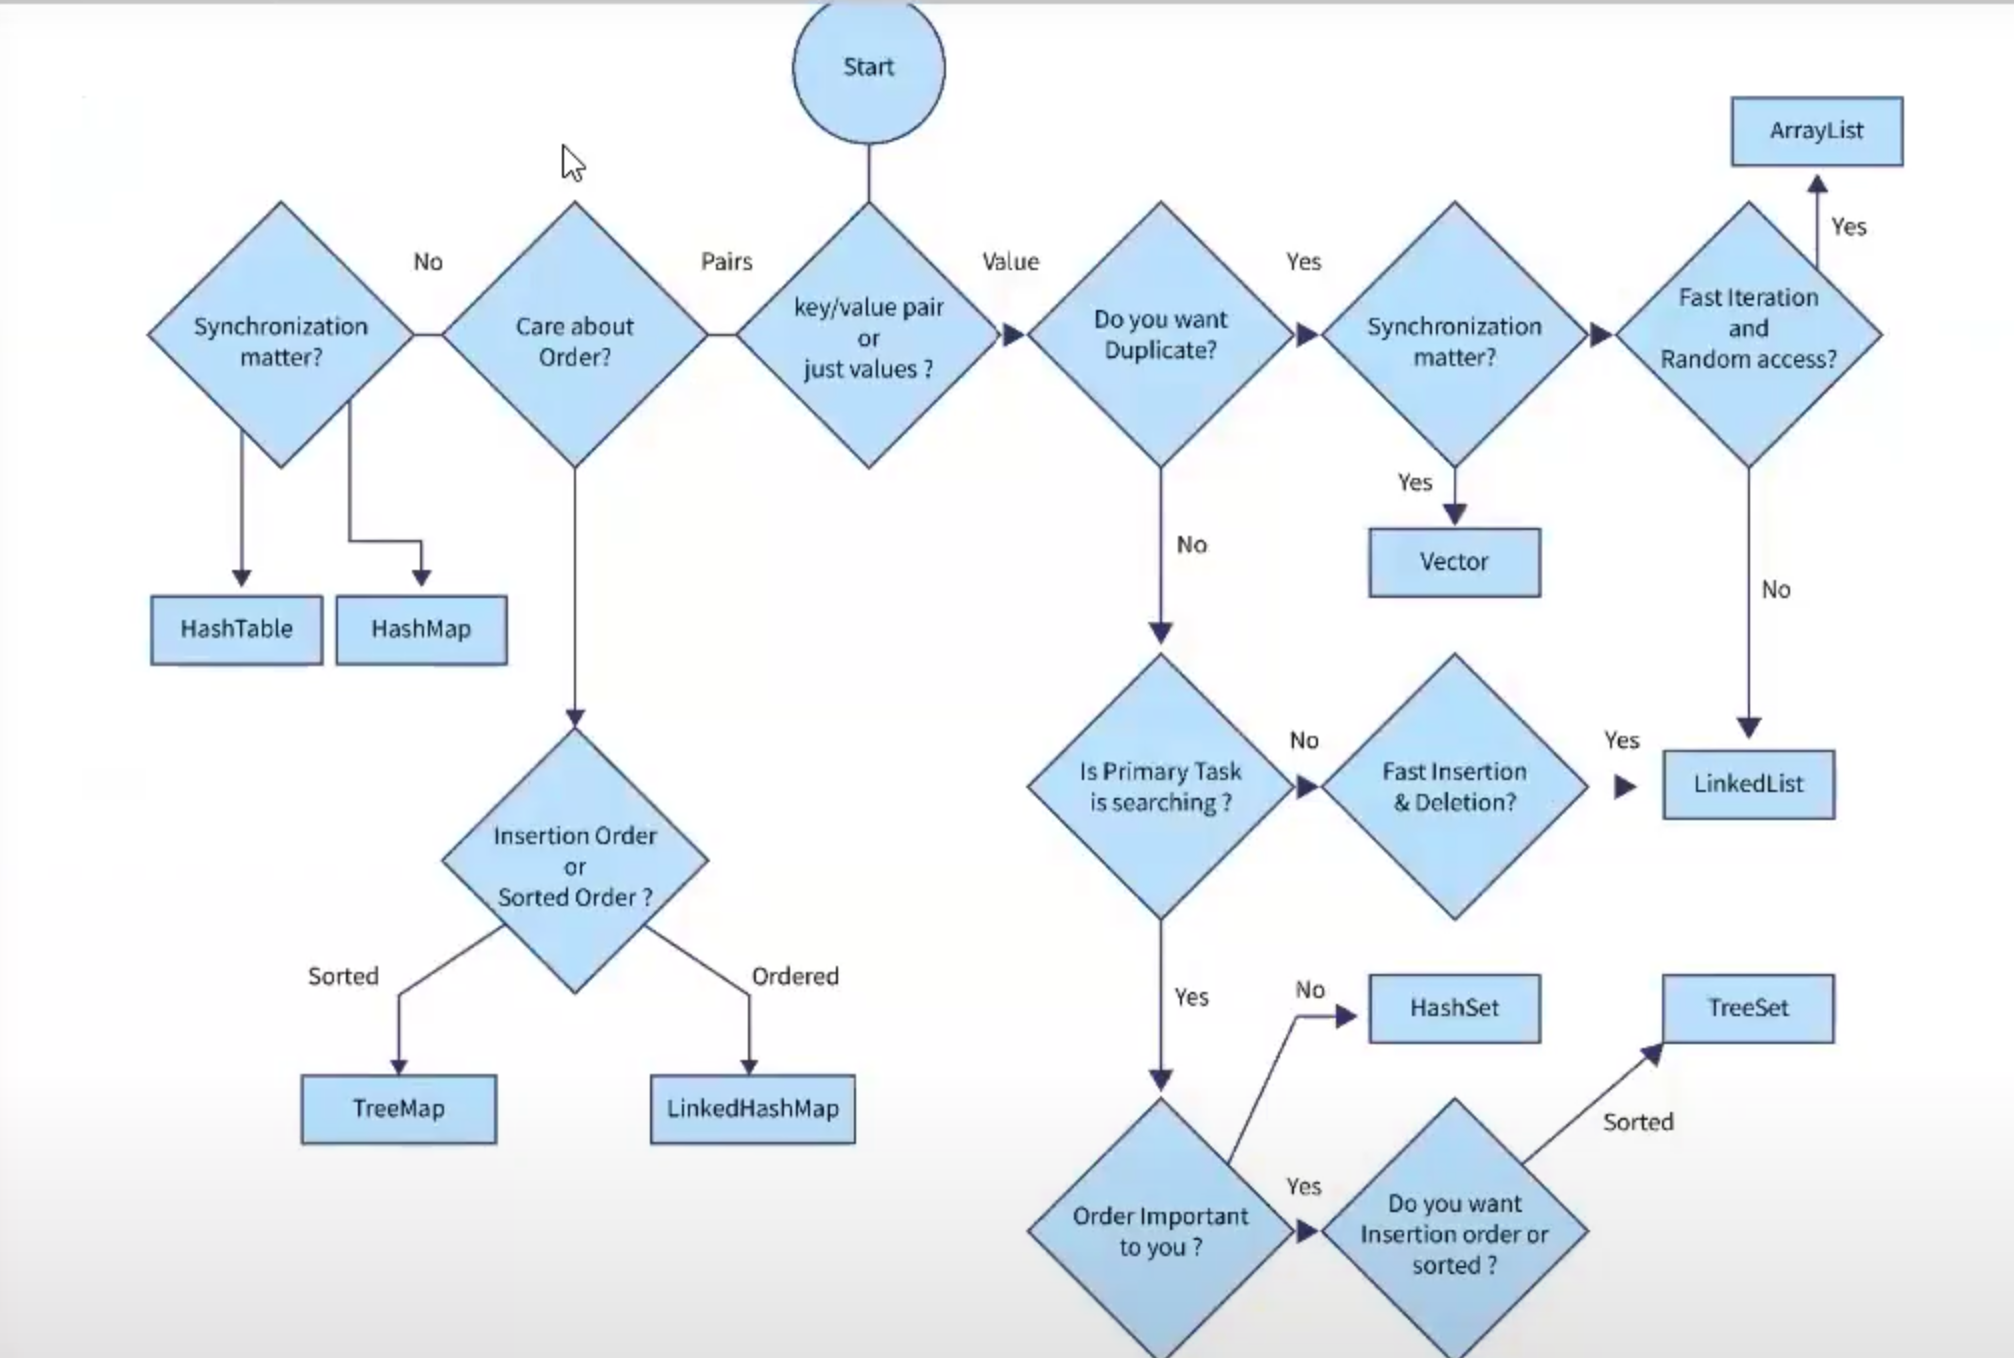 Start
ArrayList
Yes
No
Pairs
Value
Yes
Synchronization
matter?
Care about
Order?
key/value pair
or
just values ?
Do you want
Duplicate?
Synchronization
matter?
Fast Iteration
and
Random access?
Yes
Vector
No
No
HashTable
HashMap
Is Primary Task
is searching ?
No
Fast Insertion
& Deletion?
Yes
LinkedList
Insertion Order
or
Sorted Order ?
Sorted
Ordered
TreeMap
LinkedHashMap
Yes
No
HashSet
TreeSet
Sorted
Order Important
to you ?
Yes
Do you want
Insertion order or
sorted ?